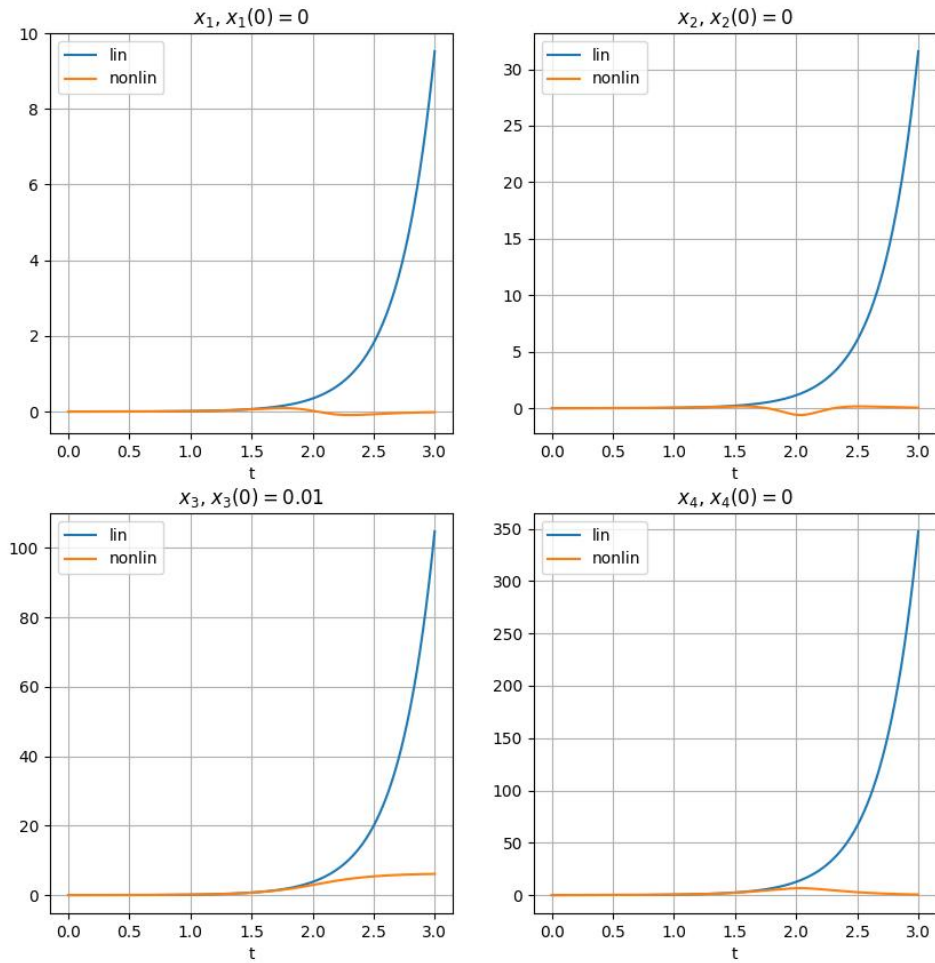 x₁, x₁(0) = 0
lin
nonlin
10
8
6
4
2
0
0.0 0.5 1.0 1.5 2.0 2.5 3.0
t
x₂, x₂(0) = 0
lin
nonlin
30
25
20
15
10
5
0
0.0 0.5 1.0 1.5 2.0 2.5 3.0
t
x₃, x₃(0) = 0.01
lin
nonlin
100
80
60
40
20
0
0.0 0.5 1.0 1.5 2.0 2.5 3.0
t
x₄, x₄(0) = 0
lin
nonlin
350
300
250
200
150
100
50
0
0.0 0.5 1.0 1.5 2.0 2.5 3.0
t